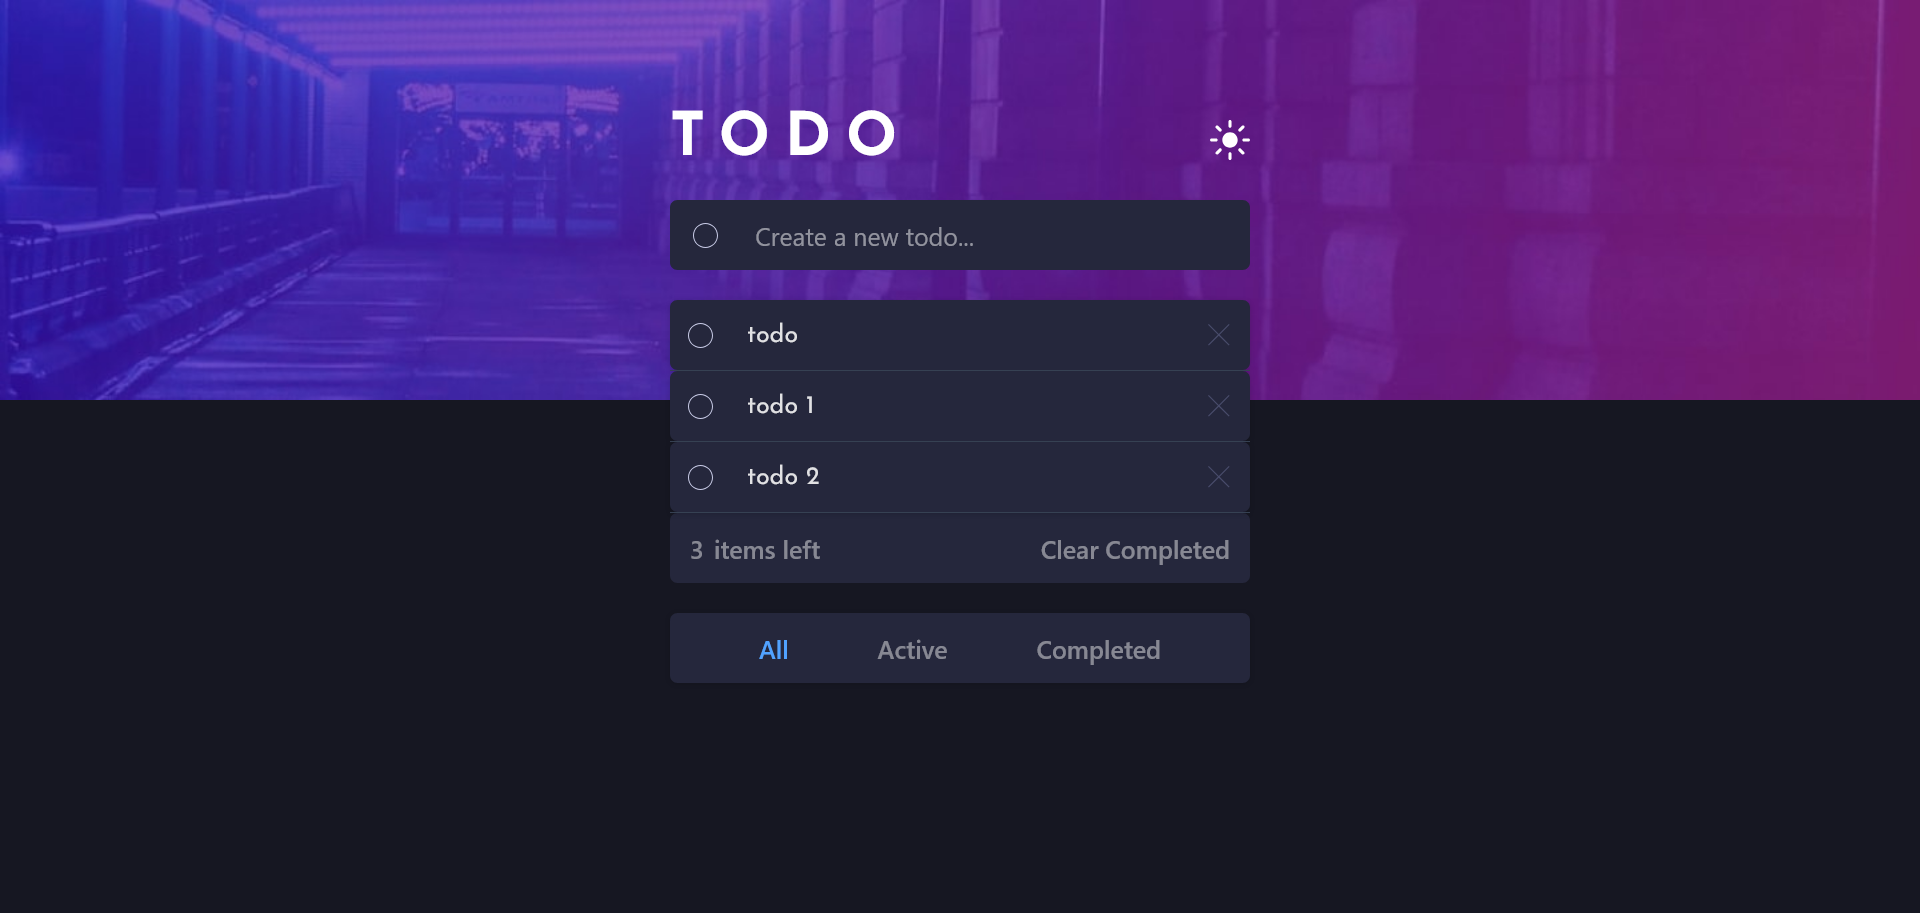 TODO
Create a new todo...
todo
todo 1
todo 2
3 items left Clear Completed
All Active Completed